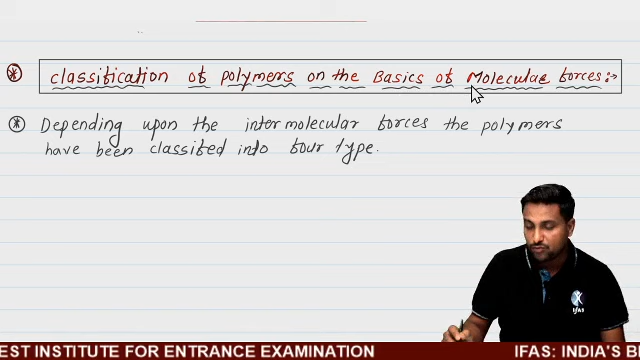 classification of polymers on the Basics of Molecular forces :→
Depending upon the intermolecular forces the polymers
have been classified into four type.
iFAS
EST INSTITUTE FOR ENTRANCE EXAMINATION
IFAS: INDIA'S B